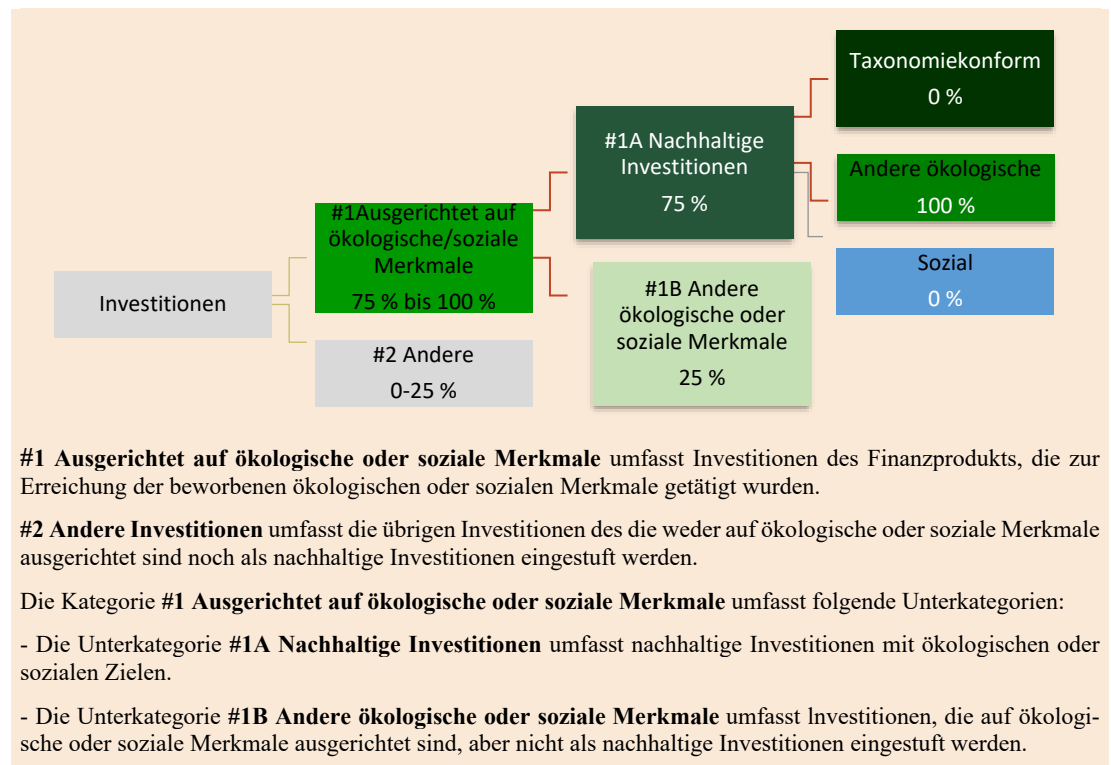 Investitionen
#1Ausgerichtet auf
ökologische/soziale
Merkmale
75 % bis 100 %
#2 Andere
0-25 %
#1A Nachhaltige
Investitionen
75 %
#1B Andere
ökologische oder
soziale Merkmale
25 %
Taxonomiekonform
0 %
Andere ökologische
100 %
Sozial
0 %
#1 Ausgerichtet auf ökologische oder soziale Merkmale umfasst Investitionen des Finanzprodukts, die zur
Erreichung der beworbenen ökologischen oder sozialen Merkmale getätigt wurden.
#2 Andere Investitionen umfasst die übrigen Investitionen des die weder auf ökologische oder soziale Merkmale
ausgerichtet sind noch als nachhaltige Investitionen eingestuft werden.
Die Kategorie #1 Ausgerichtet auf ökologische oder soziale Merkmale umfasst folgende Unterkategorien:
- Die Unterkategorie #1A Nachhaltige Investitionen umfasst nachhaltige Investitionen mit ökologischen oder
sozialen Zielen.
- Die Unterkategorie #1B Andere ökologische oder soziale Merkmale umfasst lnvestitionen, die auf ökologi-
sche oder soziale Merkmale ausgerichtet sind, aber nicht als nachhaltige Investitionen eingestuft werden.